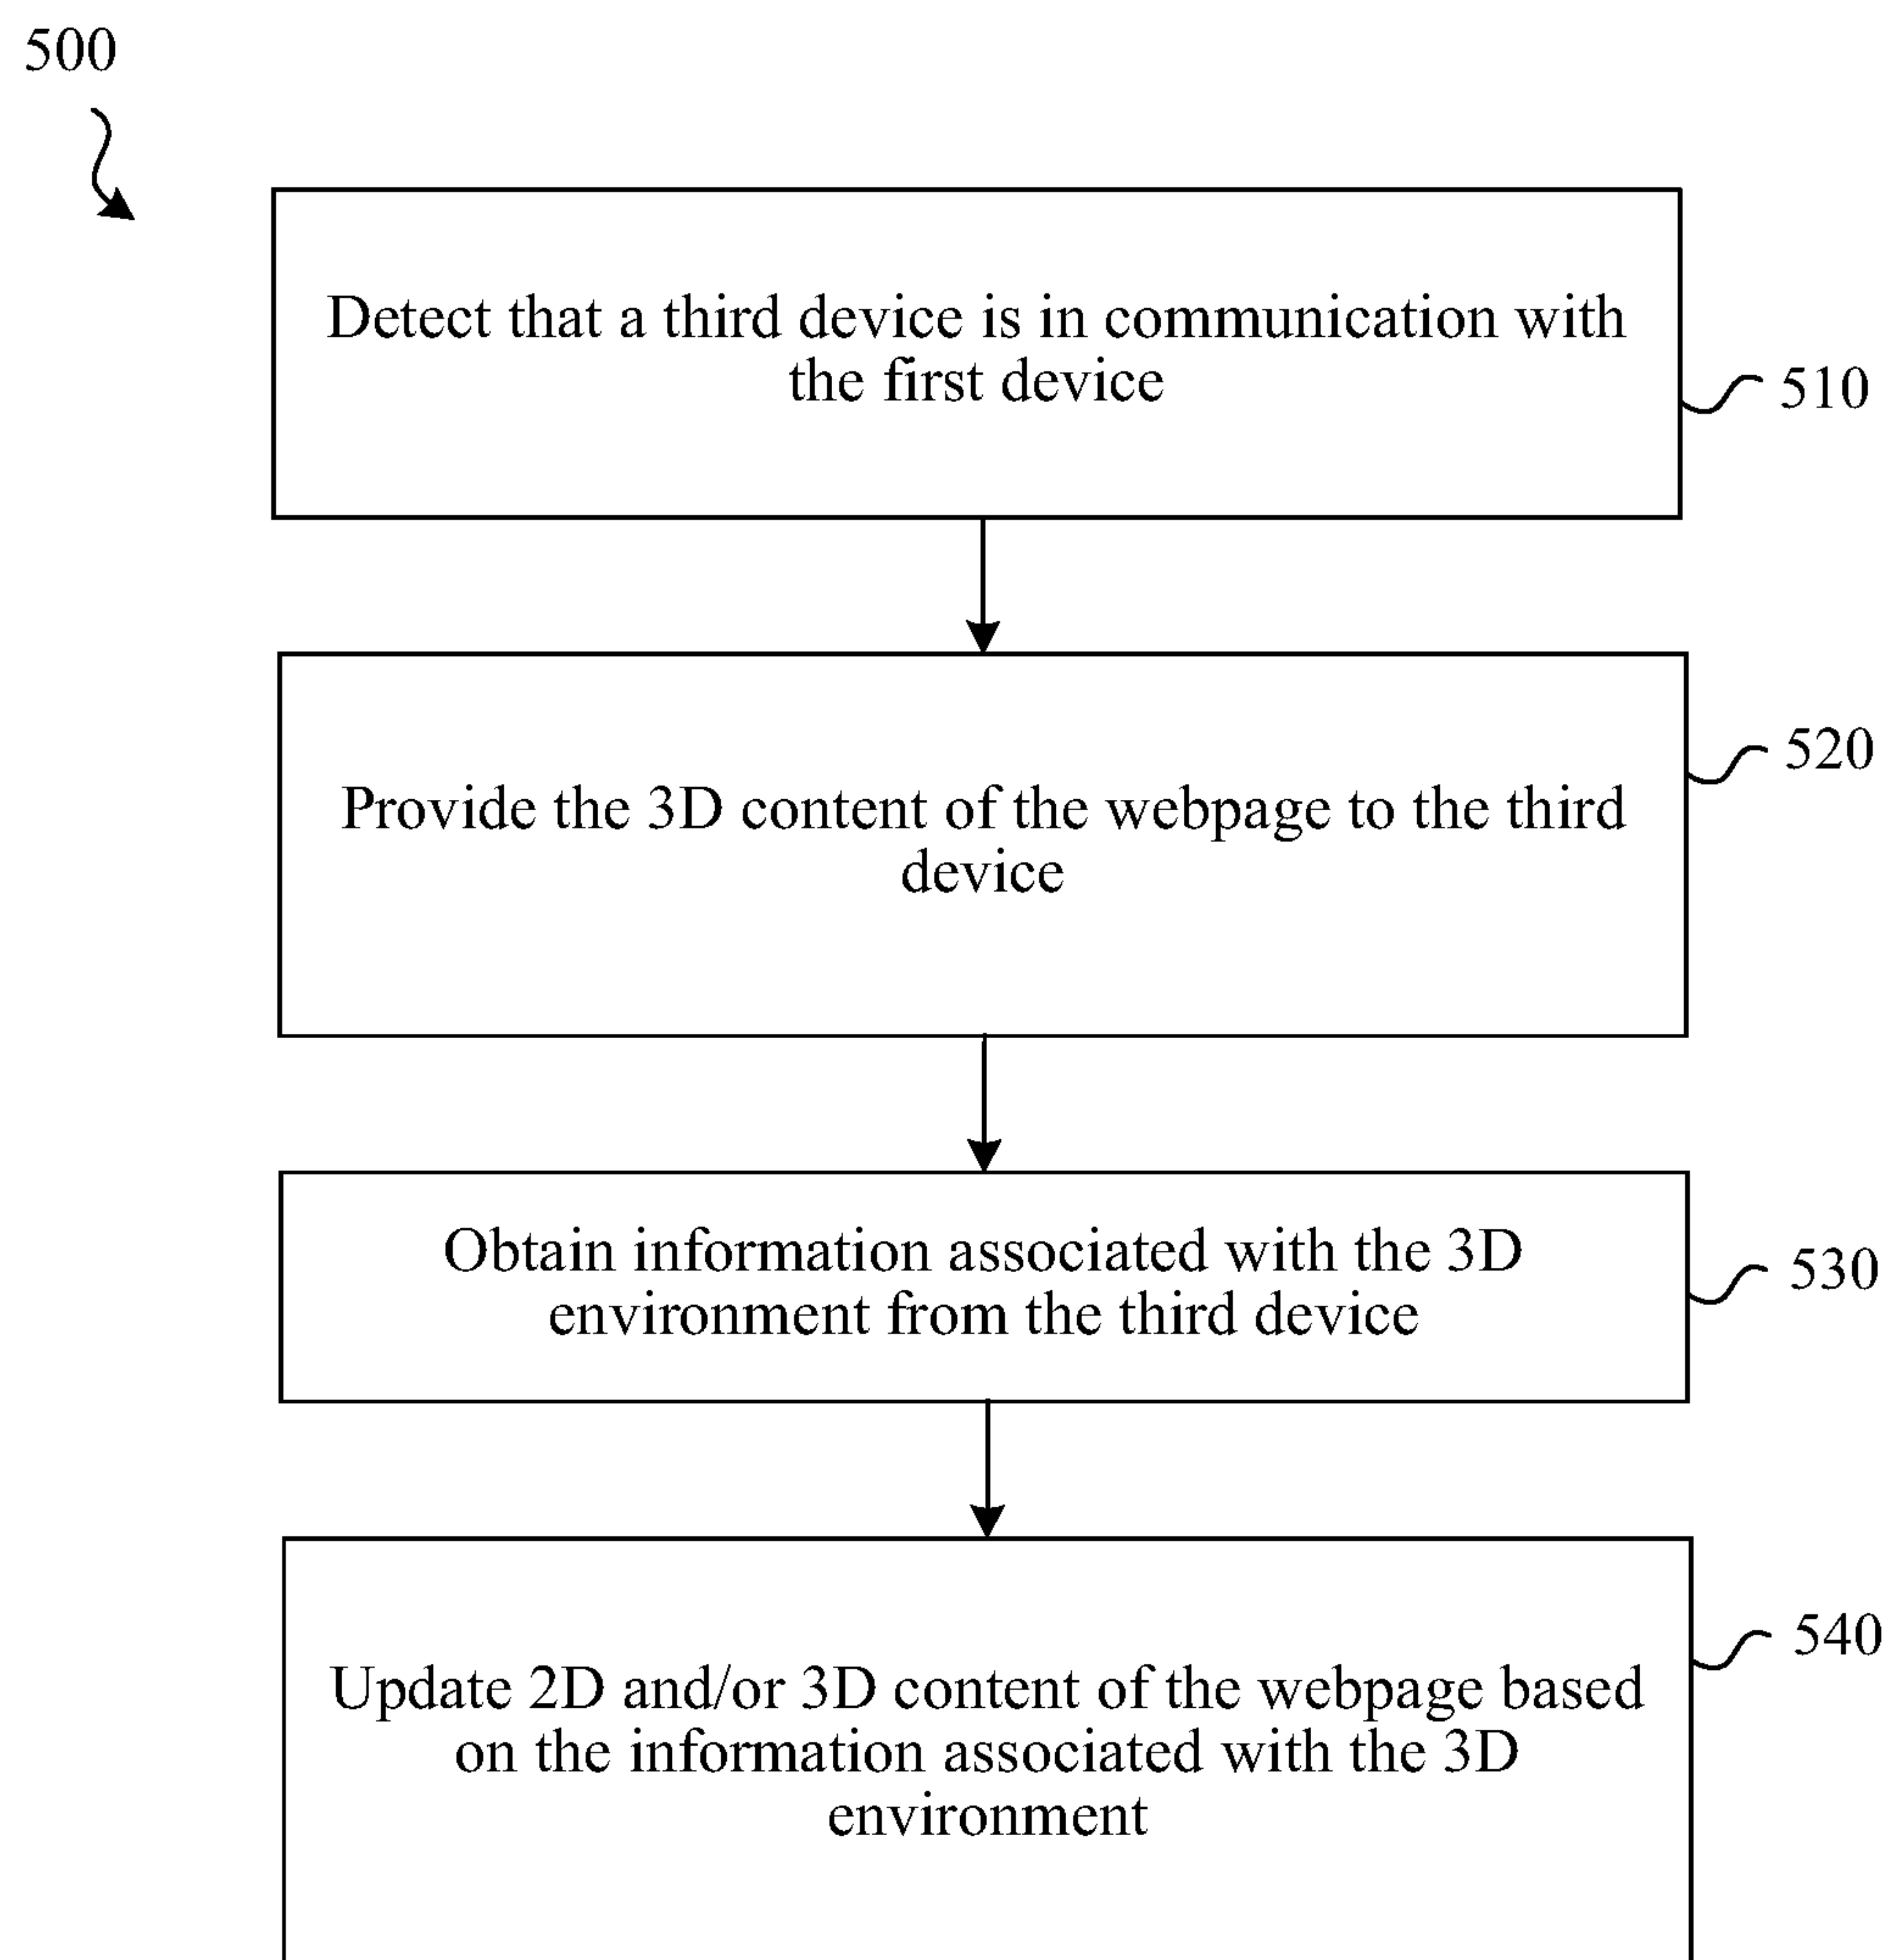 500
Detect that a third device is in communication with
the first device
510
Provide the 3D content of the webpage to the third
device
520
Obtain information associated with the 3D
environment from the third device
530
Update 2D and/or 3D content of the webpage based
on the information associated with the 3D
environment
540